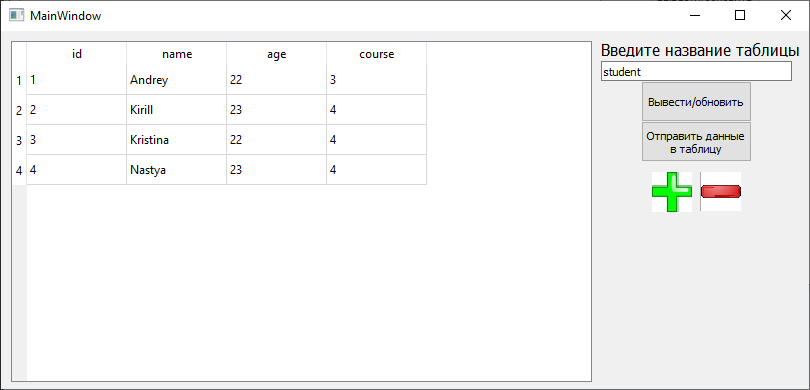 MainWindow
id name age course
1 1 Andrey 22 3
2 2 Kirill 23 4
3 3 Kristina 22 4
4 4 Nastya 23 4
Введите название таблицы
student
Вывести/обновить
Отправить данные
в таблицу